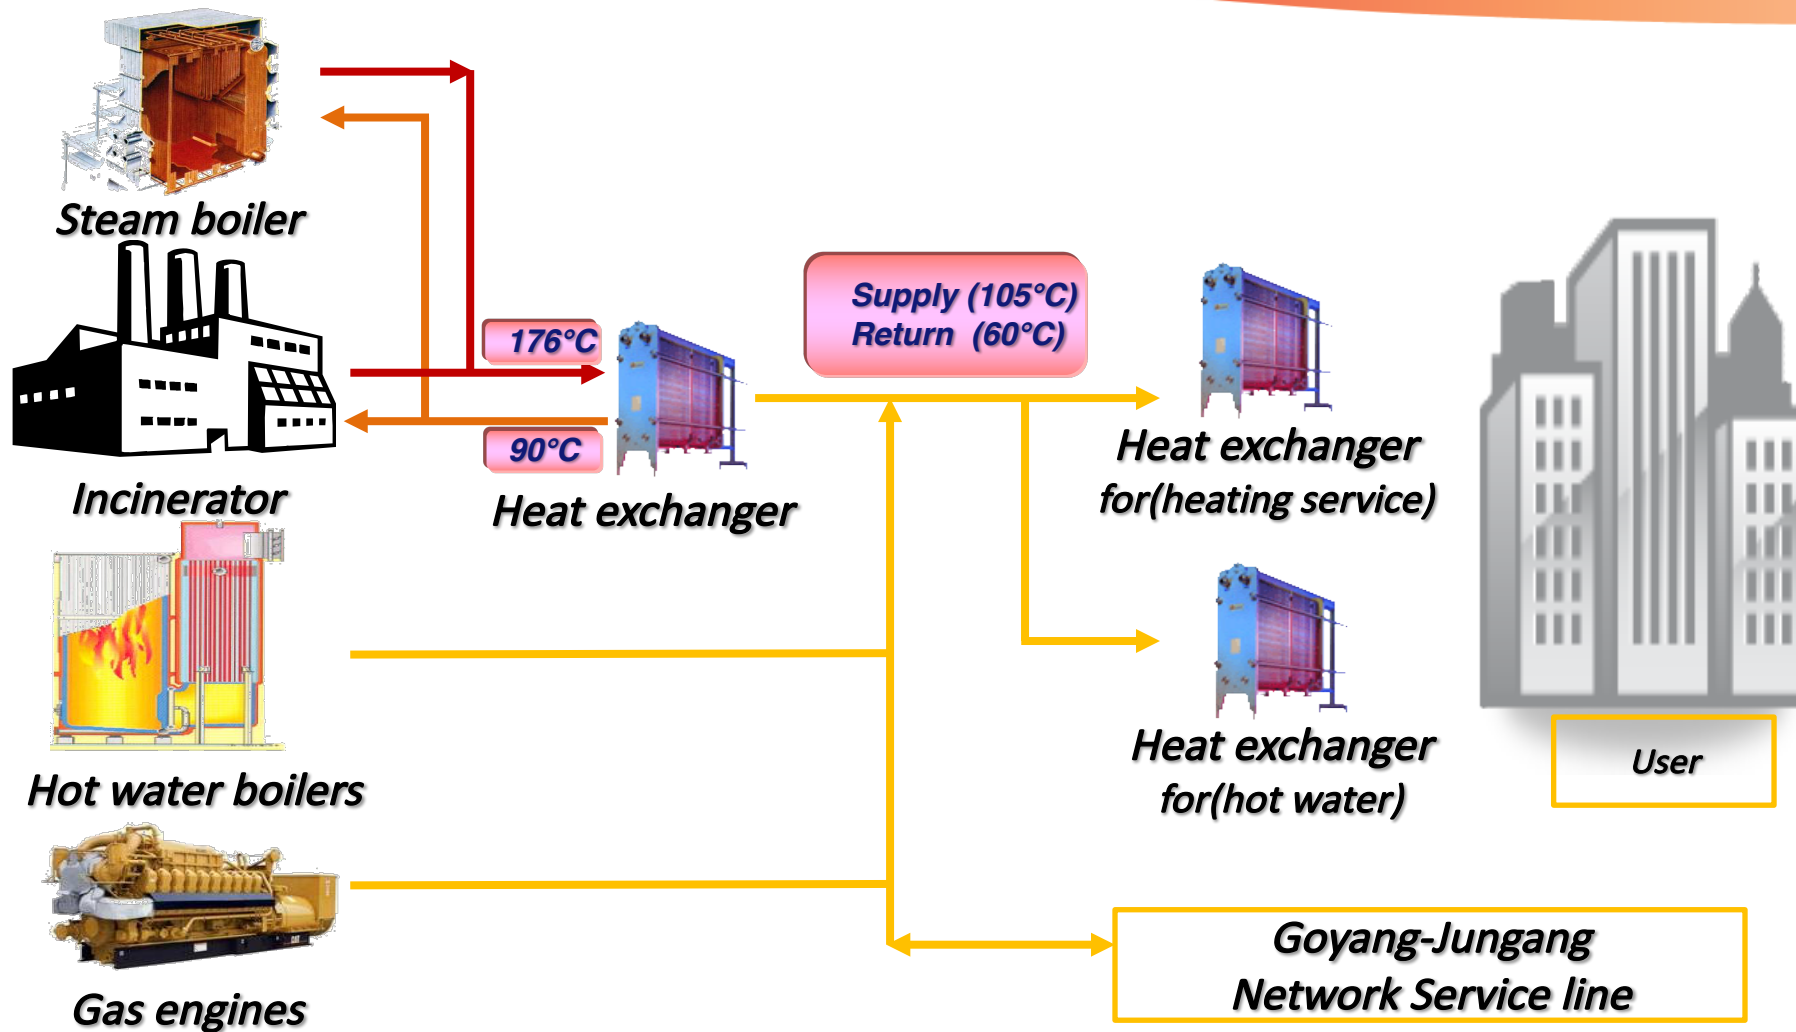 Steam boiler
Incinerator
Hot water boilers
Gas engines
176°C
90°C
Heat exchanger
Supply (105°C)
Return (60°C)
Heat exchanger
for(heating service)
Heat exchanger
for(hot water)
User
Goyang-Jungang
Network Service line